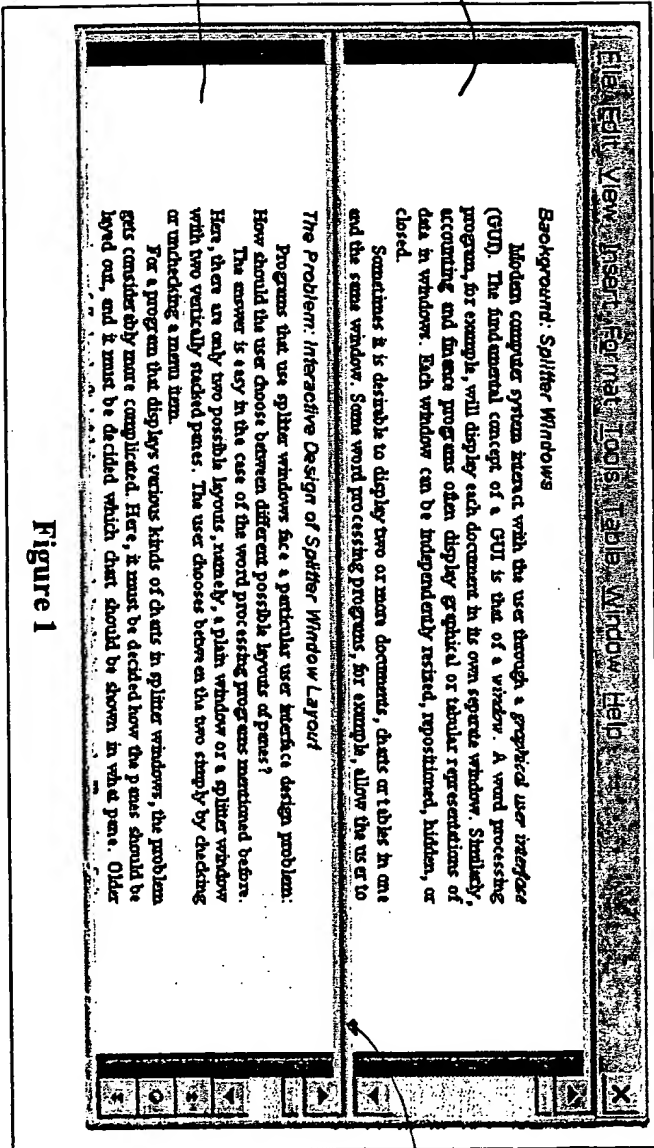 File Edit View Insert Format Tools Table Window Help
Background: Splitter Windows
Modern computer system interact with the user through a graphical user interface
(GUI). The fundamental concept of a GUI is that of a window. A word processing
program, for example, will display each document in its own separate window. Similarly,
accounting and finance programs often display graphical or tabular representations of
data in windows. Each window can be independently resized, repositioned, hidden, or
closed.
Sometimes it is desirable to display two or more documents, charts or tables in one
and the same window. Some word processing programs, for example, allow the user to
The Problem: Interactive Design of Splitter Window Layout
Programs that use splitter windows face a particular user interface design problem:
How should the user choose between different possible layouts of panes?
The answer is easy in the case of the word processing programs mentioned before.
Here, there are only two possible layouts, namely, a plain window or a splitter window
with two vertically stacked panes. The user chooses between the two simply by checking
or unchecking a menu item.
For a program that displays various kinds of charts in splitter windows, the problem
gets considerably more complicated. Here, it must be decided how the panes should be
layed out, and it must be decided which chart should be shown in what pane. Older
Figure 1